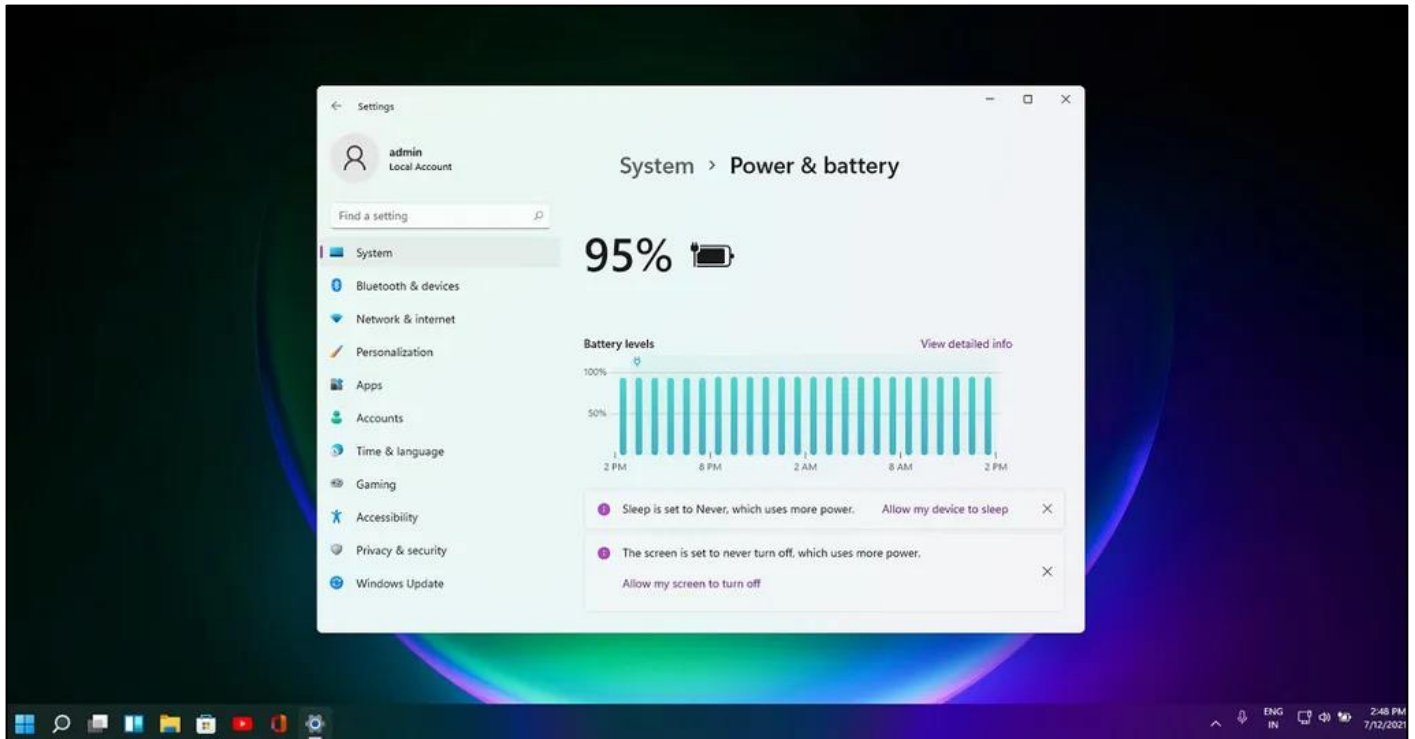 Settings
admin
Local Account
Find a setting
System
Bluetooth & devices
Network & internet
Personalization
Apps
Accounts
Time & language
Gaming
Accessibility
Privacy & security
Windows Update
System > Power & battery
95%
Battery levels
View detailed info
100%
50%
2 PM 8 PM 2 AM 8 AM 2 PM
Sleep is set to Never, which uses more power. Allow my device to sleep
The screen is set to never turn off, which uses more power.
Allow my screen to turn off
ENG
IN
2:48 PM
7/12/2021